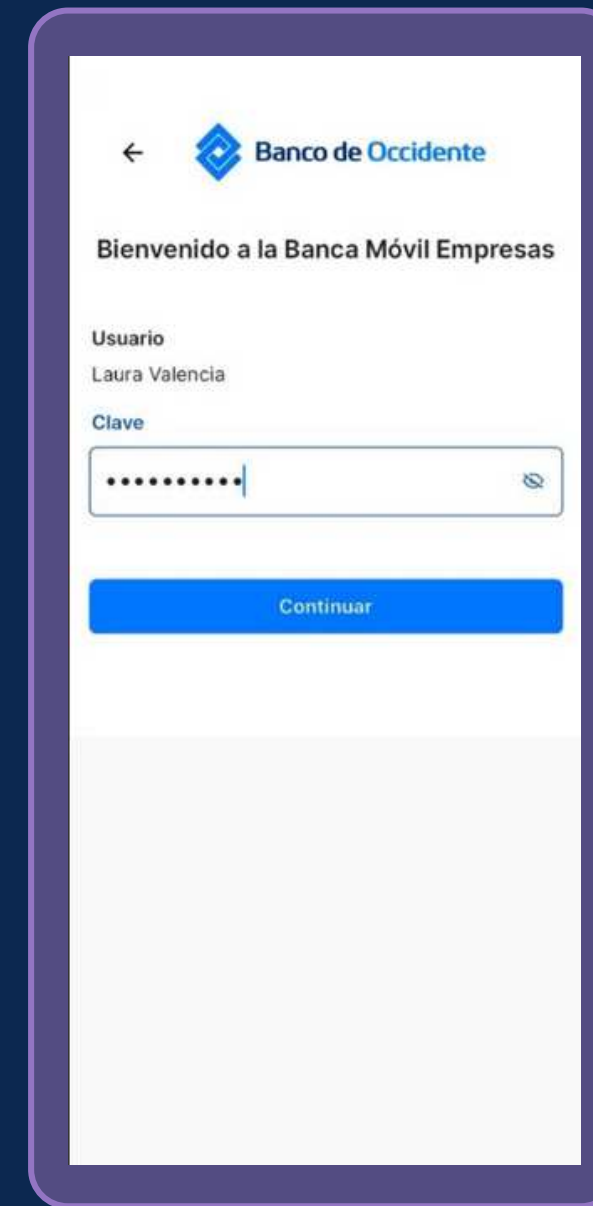 Banco de Occidente
Bienvenido a la Banca Móvil Empresas
Usuario
Laura Valencia
Clave
••••••••••
Continuar